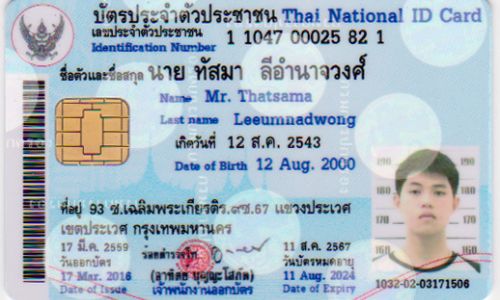 บัตรประจำตัวประชาชน Thai National ID Card
เลขประจำตัวประชาชน
Identification Number
1 1047 00025 82 1
ชื่อตัวและชื่อสกุล นาย ทัสมา ลีอำนาจวงศ์
Name Mr. Thatsama
Last name Leeumnadwong
เกิดวันที่ 12 ส.ค. 2543
Date of Birth 12 Aug. 2000
ที่อยู่ 93 ซ.เฉลิมพระเกียรติร.๙ซ.67 แขวงประเวศ
เขตประเวศ กรุงเทพมหานคร
17 มี.ค. 2559
วันออกบัตร
17 Mar. 2016
Date of Issue
เจ้าพนักงานออกบัตร
11 ส.ค. 2567
วันบัตรหมดอายุ
11 Aug. 2024
Date of Expiry
190 190
180 180
170 170
160 160
1032-02-03171506